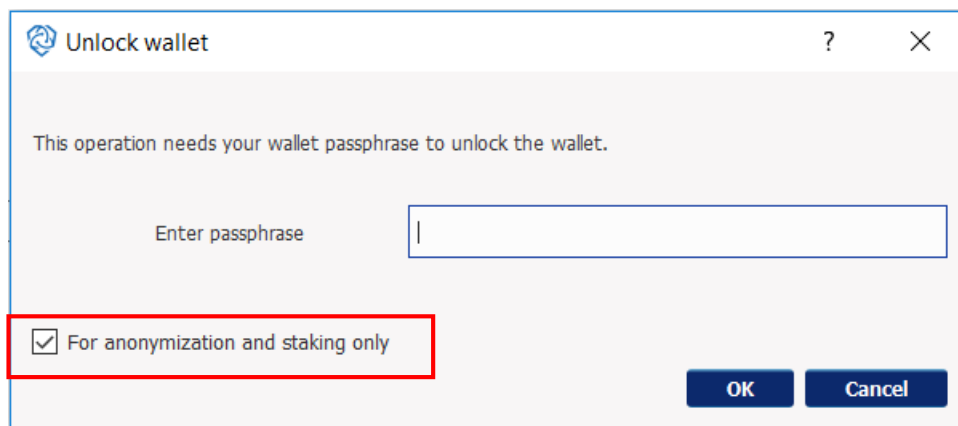 Unlock wallet
?
This operation needs your wallet passphrase to unlock the wallet.
Enter passphrase
For anonymization and staking only
OK
Cancel